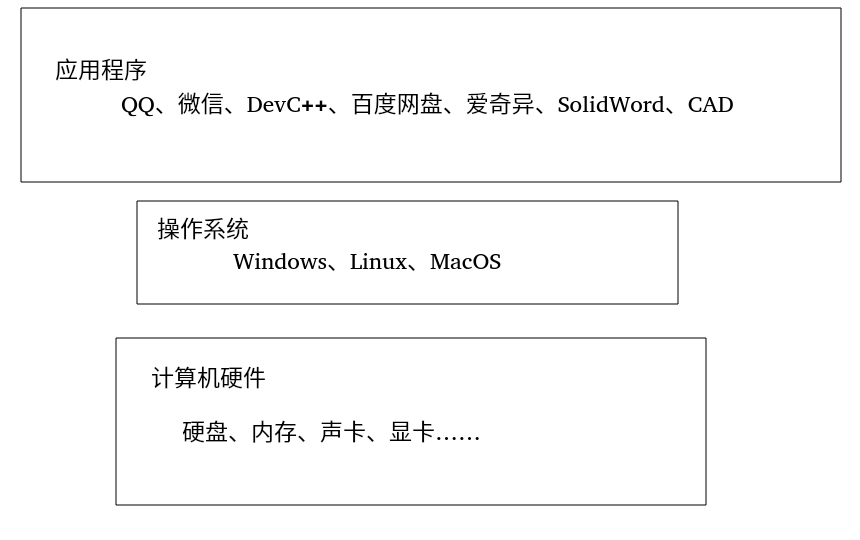 应用程序
QQ、微信、DevC++、百度网盘、爱奇异、SolidWord、CAD
操作系统
Windows、Linux、MacOS
计算机硬件
硬盘、内存、声卡、显卡……